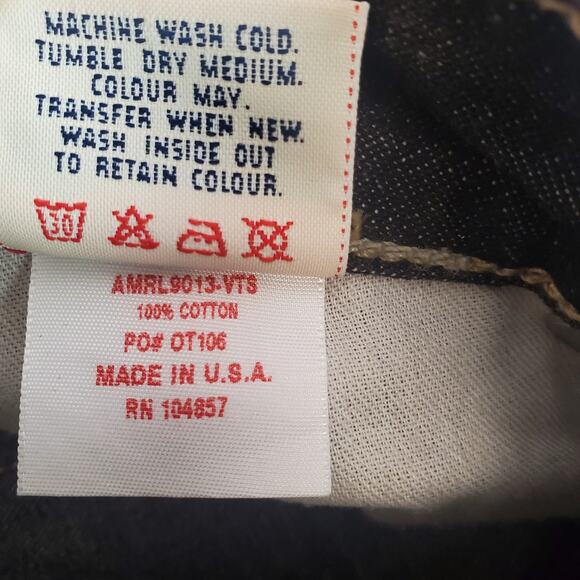 MACHINE WASH COLD.
TUMBLE DRY MEDIUM.
COLOUR MAY.
TRANSFER WHEN NEW.
WASH INSIDE OUT
TO RETAIN COLOUR.
30
AMRL9013-VTS
100% COTTON
PO# OT106
MADE IN U.S.A.
RN 104857